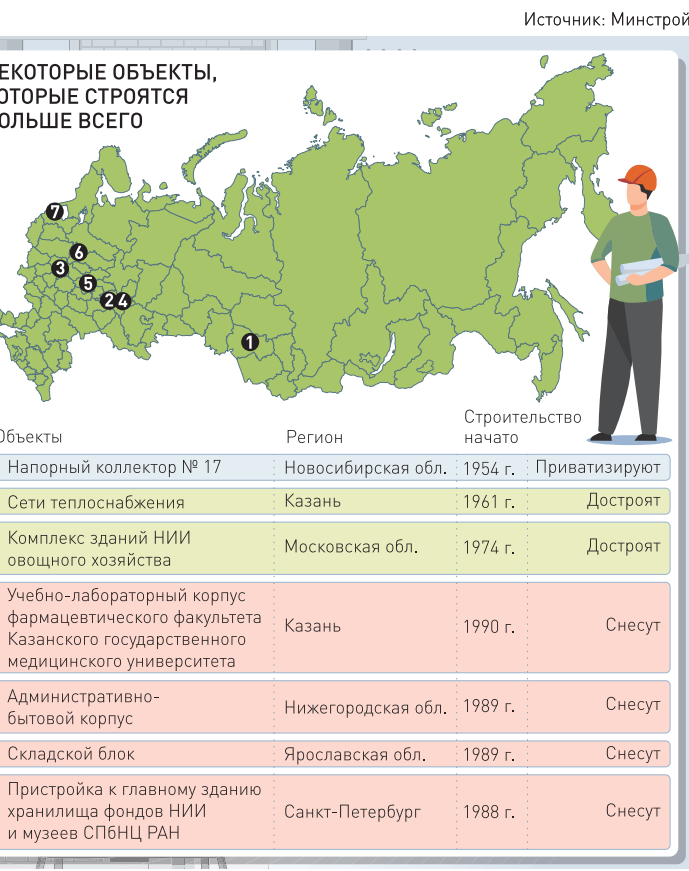 Источник: Минстрой
ЕКОТОРЫЕ ОБЪЕКТЫ,
ОТОРЫЕ СТРОЯТСЯ
ОЛЬШЕ ВСЕГО
7
6
3
5
2 4
1
Объекты Регион Строительство начато
Напорный коллектор № 17 Новосибирская обл. 1954 г. Приватизируют
Сети теплоснабжения Казань 1961 г. Достроят
Комплекс зданий НИИ
овощного хозяйства Московская обл. 1974 г. Достроят
Учебно-лабораторный корпус
фармацевтического факультета
Казанского государственного
медицинского университета Казань 1990 г. Снесут
Административно-
бытовой корпус Нижегородская обл. 1989 г. Снесут
Складской блок Ярославская обл. 1989 г. Снесут
Пристройка к главному зданию
хранилища фондов НИИ
и музеев СПбНЦ РАН Санкт-Петербург 1988 г. Снесут